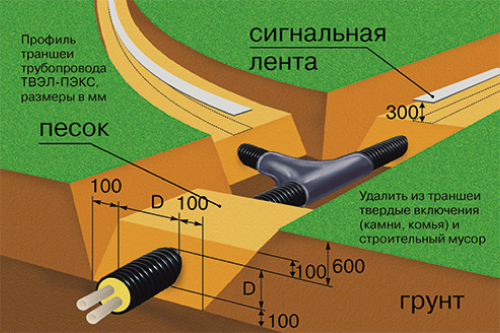 Профиль
траншеи
трубопровода
ТВЭЛ-ПЭКС,
размеры в мм
сигнальная
лента
300
песок
100
D
100
Удалить из траншеи
твердые включения
(камни, комья) и
строительный мусор
100
600
D
100
грунт